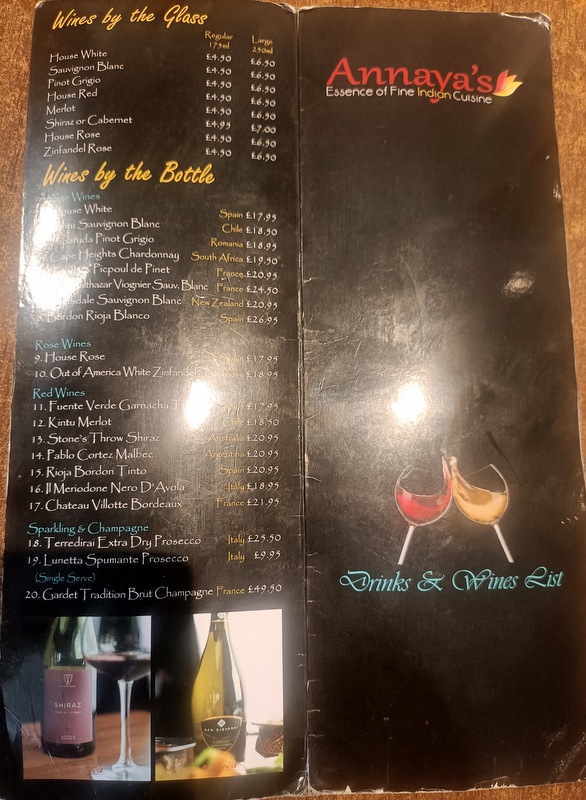 Wines by the Glass
Regular Large
175ml 250ml
House White £4.50 £6.50
Sauvignon Blanc £4.50 £6.50
Pinot Grigio £4.50 £6.50
House Red £4.50 £6.50
Merlot £4.50 £6.50
Shiraz or Cabernet £4.95 £7.00
House Rose £4.50 £6.50
Zinfandel Rose £4.50 £6.50
Wines by the Bottle
Wines
House White Spain £17.95
Sauvignon Blanc Chile £18.50
Pinot Grigio Romania £18.95
Cape Heights Chardonnay South Africa £19.50
Picpoul de Pinet France £20.95
Viognier Sauv. Blanc France £24.50
Sauvignon Blanc New Zealand £20.95
Bordon Rioja Blanco Spain £26.95
Rose Wines
9. House Rose £17.95
10. Out of America White £18.95
Red Wines
11. Fuente Verde Garnacha £17.95
12. Kintu Merlot £18.50
13. Stone's Throw Shiraz Australia £20.95
14. Pablo Cortez Malbec Argentina £20.95
15. Rioja Bordon Tinto Spain £20.95
16. Il Meriodone Nero D'Avola Italy £18.95
17. Chateau Villotte Bordeaux France £21.95
Sparkling & Champagne
18. Terredirai Extra Dry Prosecco Italy £25.50
19. Lunetta Spumante Prosecco Italy £9.95
(Single Serve)
20. Gardet Tradition Brut Champagne France £49.50
SHIRAZ
Annaya's
Essence of Fine Indian Cuisine
Drinks & Wines List